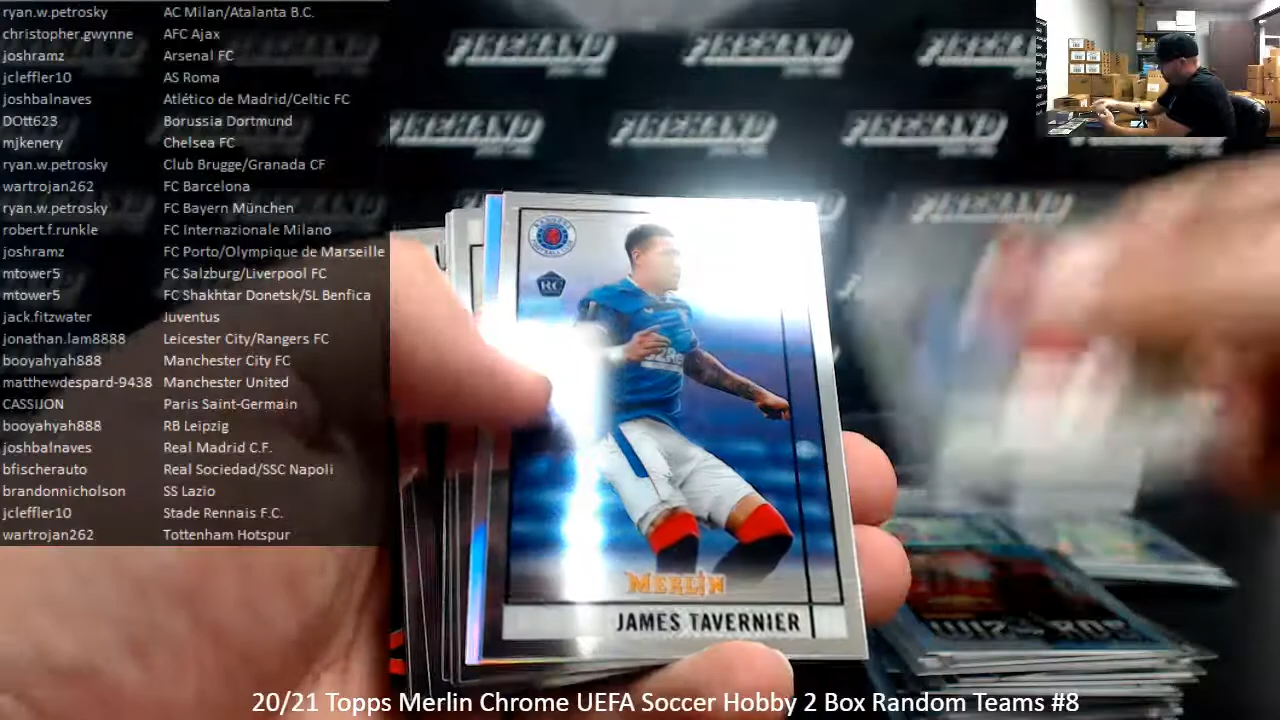 ryan.w.petrosky AC Milan/Atalanta B.C.
christopher.gwynne AFC Ajax
joshramz Arsenal FC
jcleffler10 AS Roma
joshbalnaves Atlético de Madrid/Celtic FC
DOtt623 Borussia Dortmund
mjkenery Chelsea FC
ryan.w.petrosky Club Brugge/Granada CF
wartrojan262 FC Barcelona
ryan.w.petrosky FC Bayern München
robert.f.runkle FC Internazionale Milano
joshramz FC Porto/Olympique de Marseille
mtower5 FC Salzburg/Liverpool FC
mtower5 FC Shakhtar Donetsk/SL Benfica
jack.fitzwater Juventus
jonathan.lam8888 Leicester City/Rangers FC
booyahyah888 Manchester City FC
matthewdespard-9438 Manchester United
CASSIJON Paris Saint-Germain
booyahyah888 RB Leipzig
joshbalnaves Real Madrid C.F.
bfischerauto Real Sociedad/SSC Napoli
brandonnicholson SS Lazio
jcleffler10 Stade Rennais F.C.
wartrojan262 Tottenham Hotspur
FIREHAND FIREHAND FIREHAND
FIREHAND FIREHAND FIREHAND
FIREHAND
RC
MERLIN
JAMES TAVERNIER
20/21 Topps Merlin Chrome UEFA Soccer Hobby 2 Box Random Teams #8